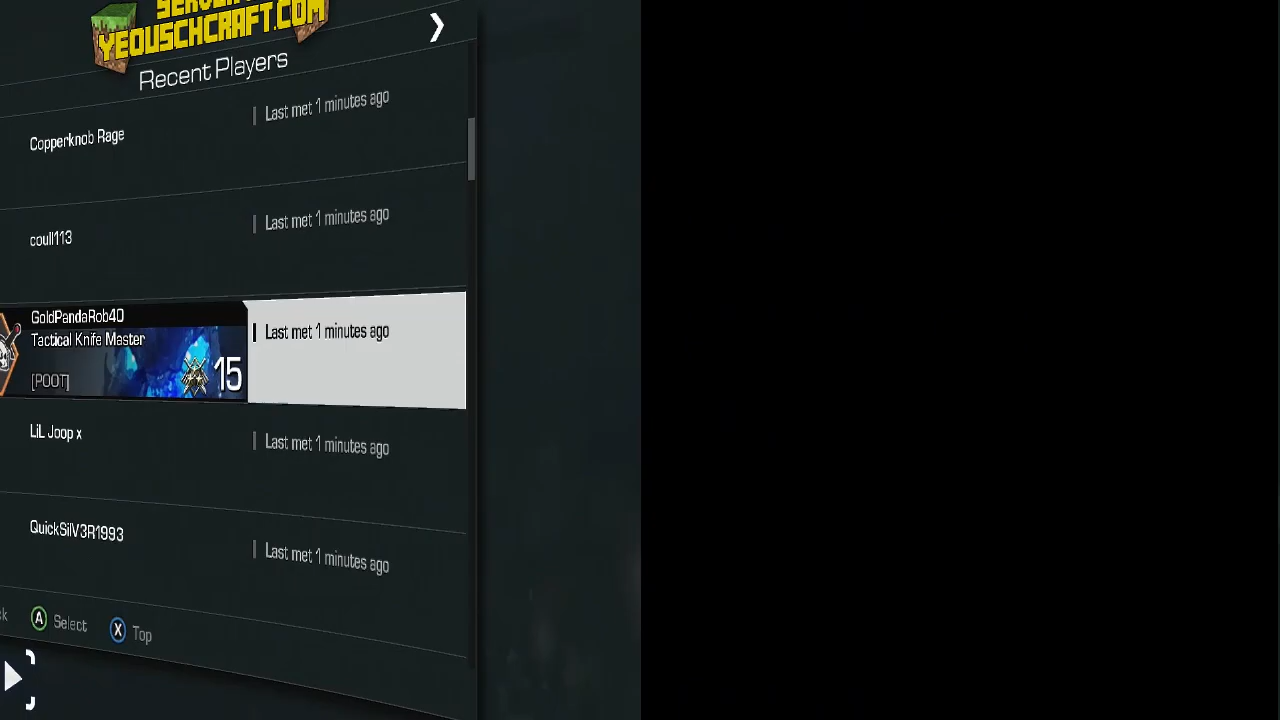 YEOUSCHCRAFT.COM
Recent Players
Copperknob Rage
Last met 1 minutes ago
coull113
Last met 1 minutes ago
GoldPandaRob40
Tactical Knife Master
[POOT]
15
Last met 1 minutes ago
LiL Joop x
Last met 1 minutes ago
QuickSilV3R1993
Last met 1 minutes ago
A Select
X Top